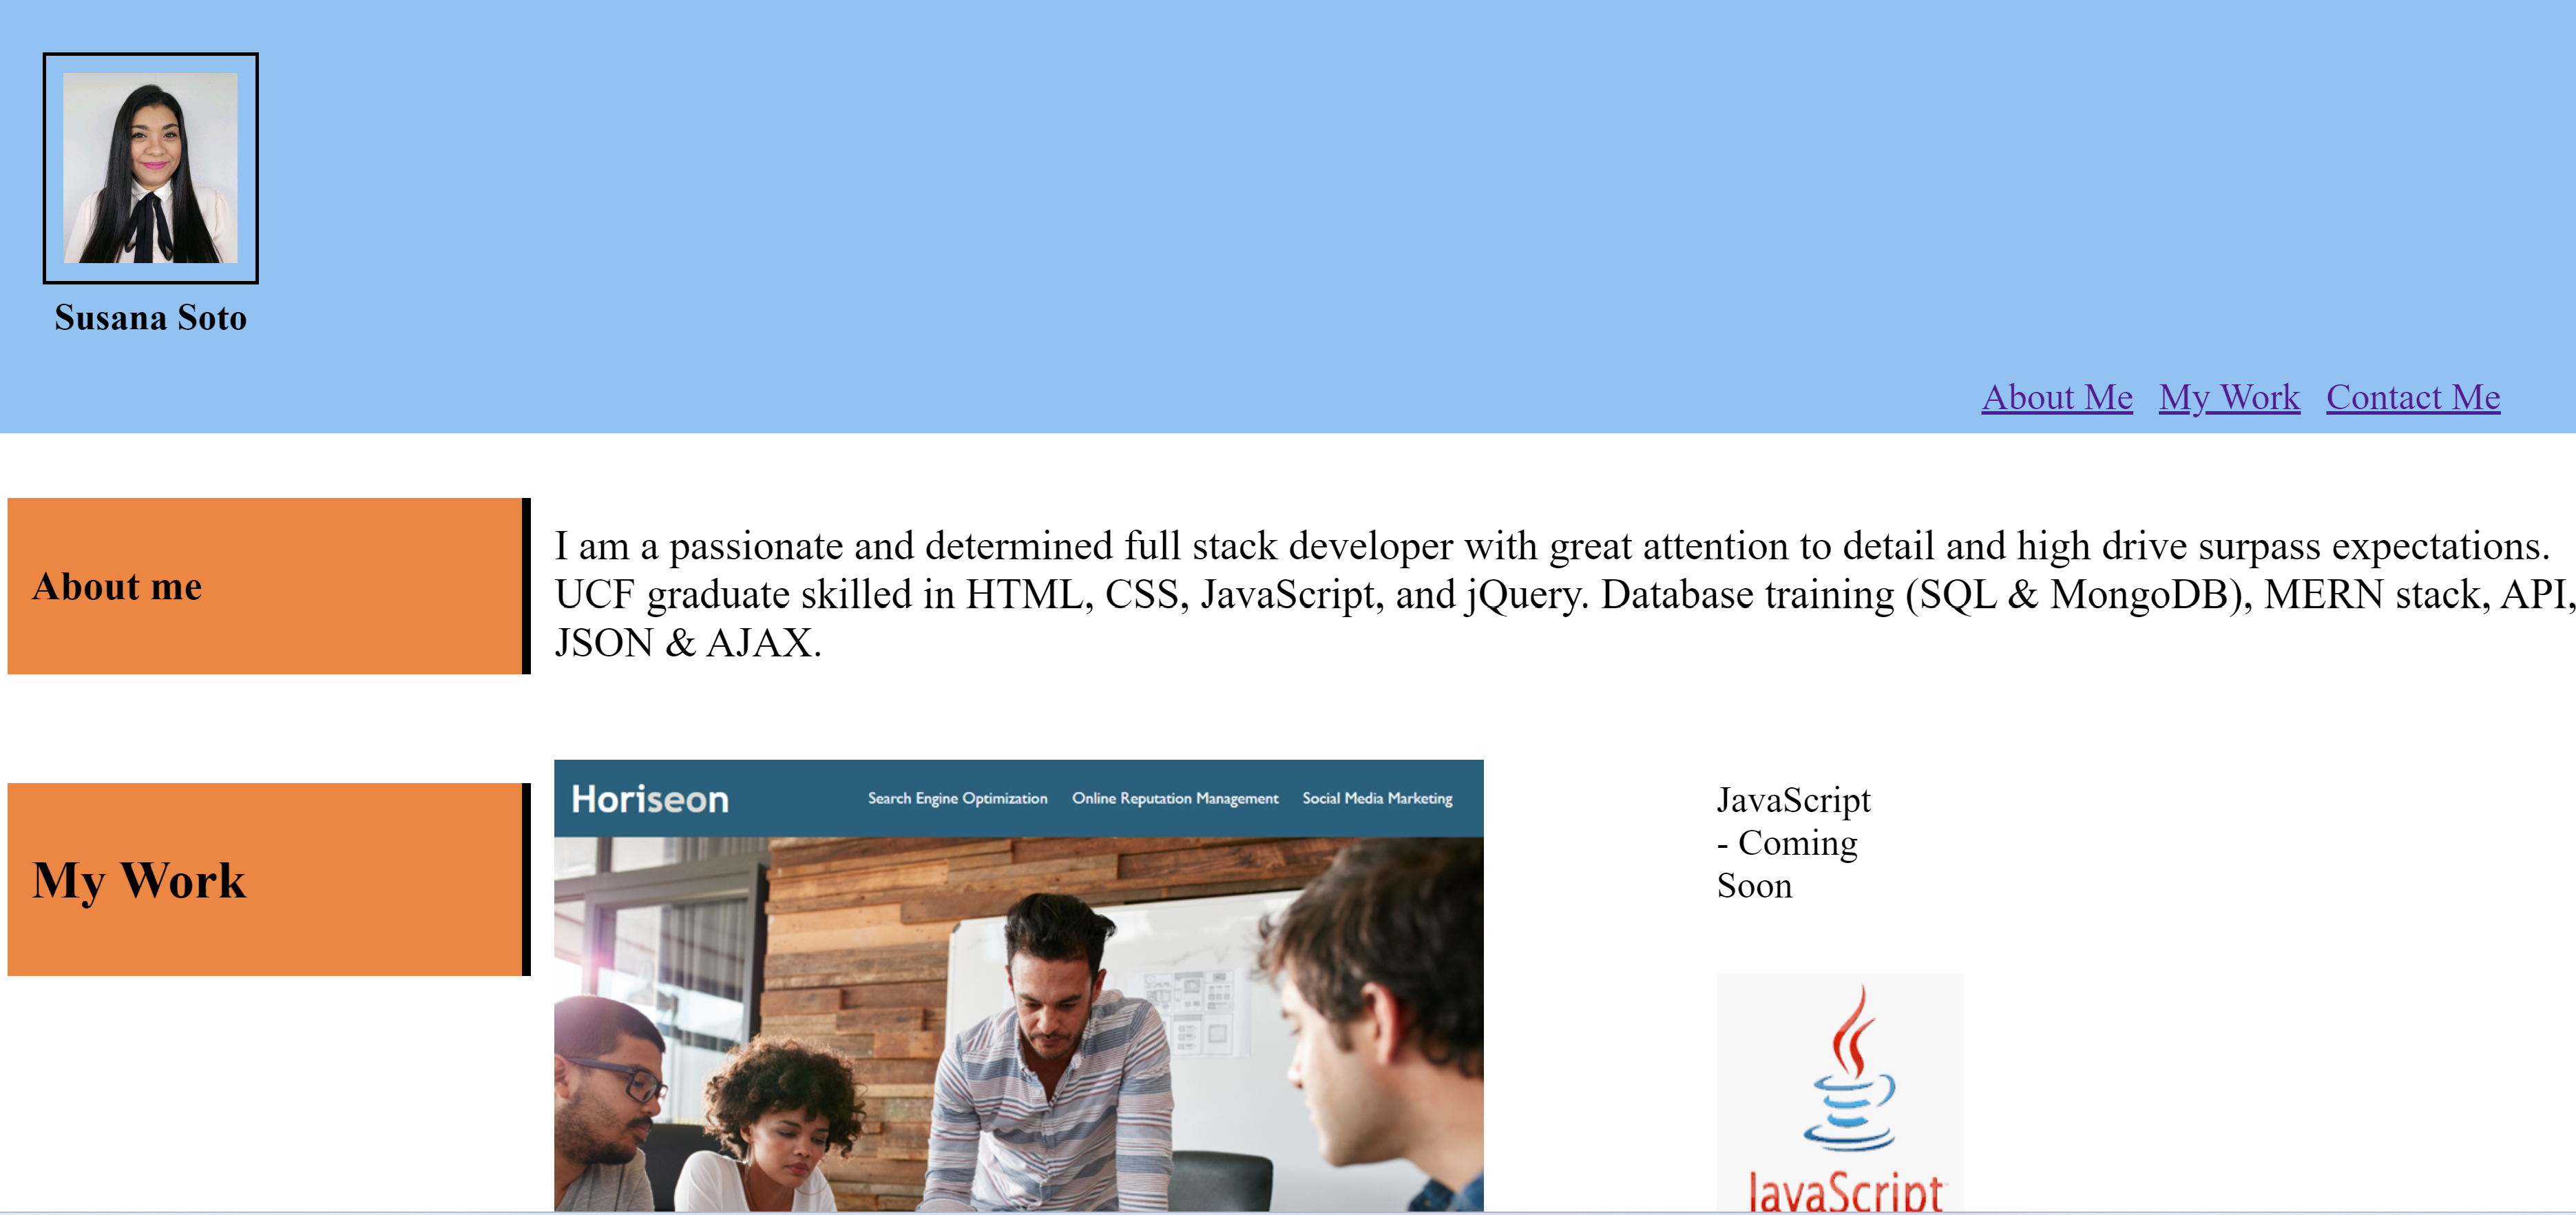 Susana Soto
About Me My Work Contact Me
About me
I am a passionate and determined full stack developer with great attention to detail and high drive surpass expectations.
UCF graduate skilled in HTML, CSS, JavaScript, and jQuery. Database training (SQL & MongoDB), MERN stack, API,
JSON & AJAX.
My Work
Horiseon Search Engine Optimization Online Reputation Management Social Media Marketing
JavaScript
- Coming
Soon
JavaScript